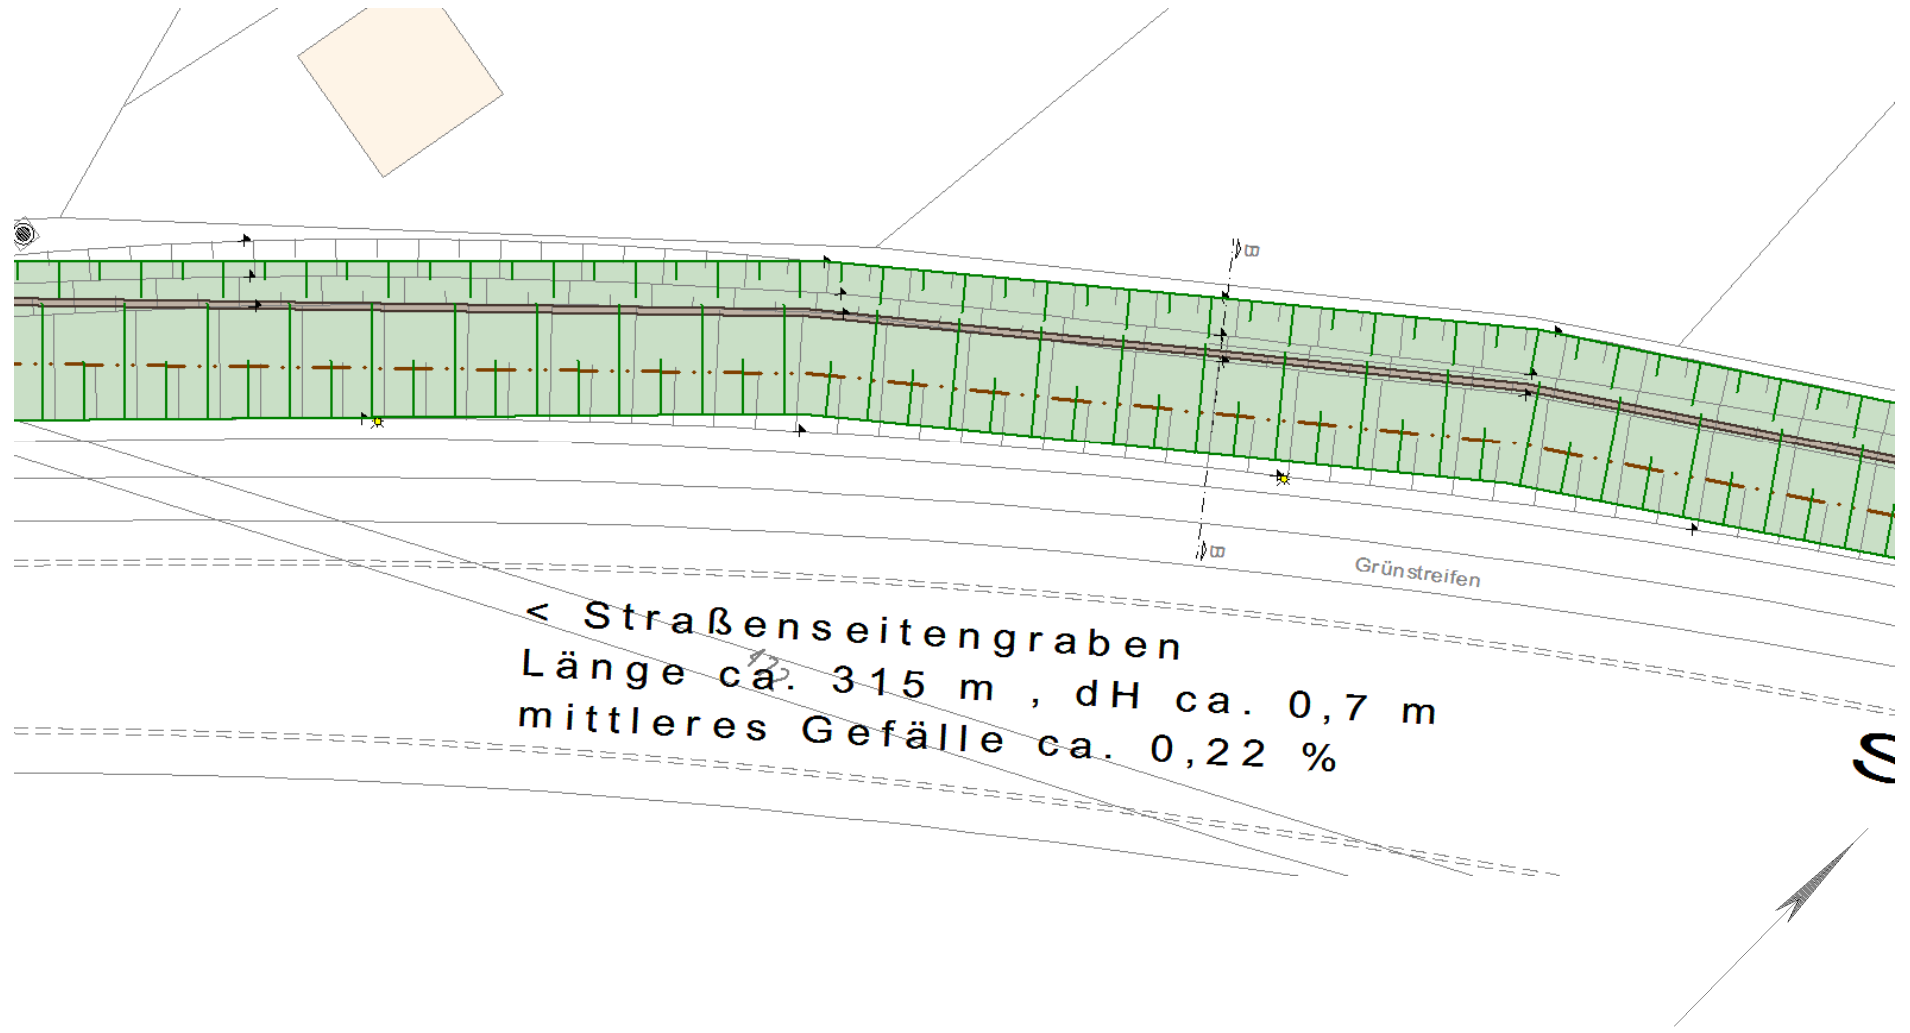 B
B
Grünstreifen
< Straßenseitengraben
Länge ca. 315 m , dH ca. 0,7 m
mittleres Gefälle ca. 0,22 %
S